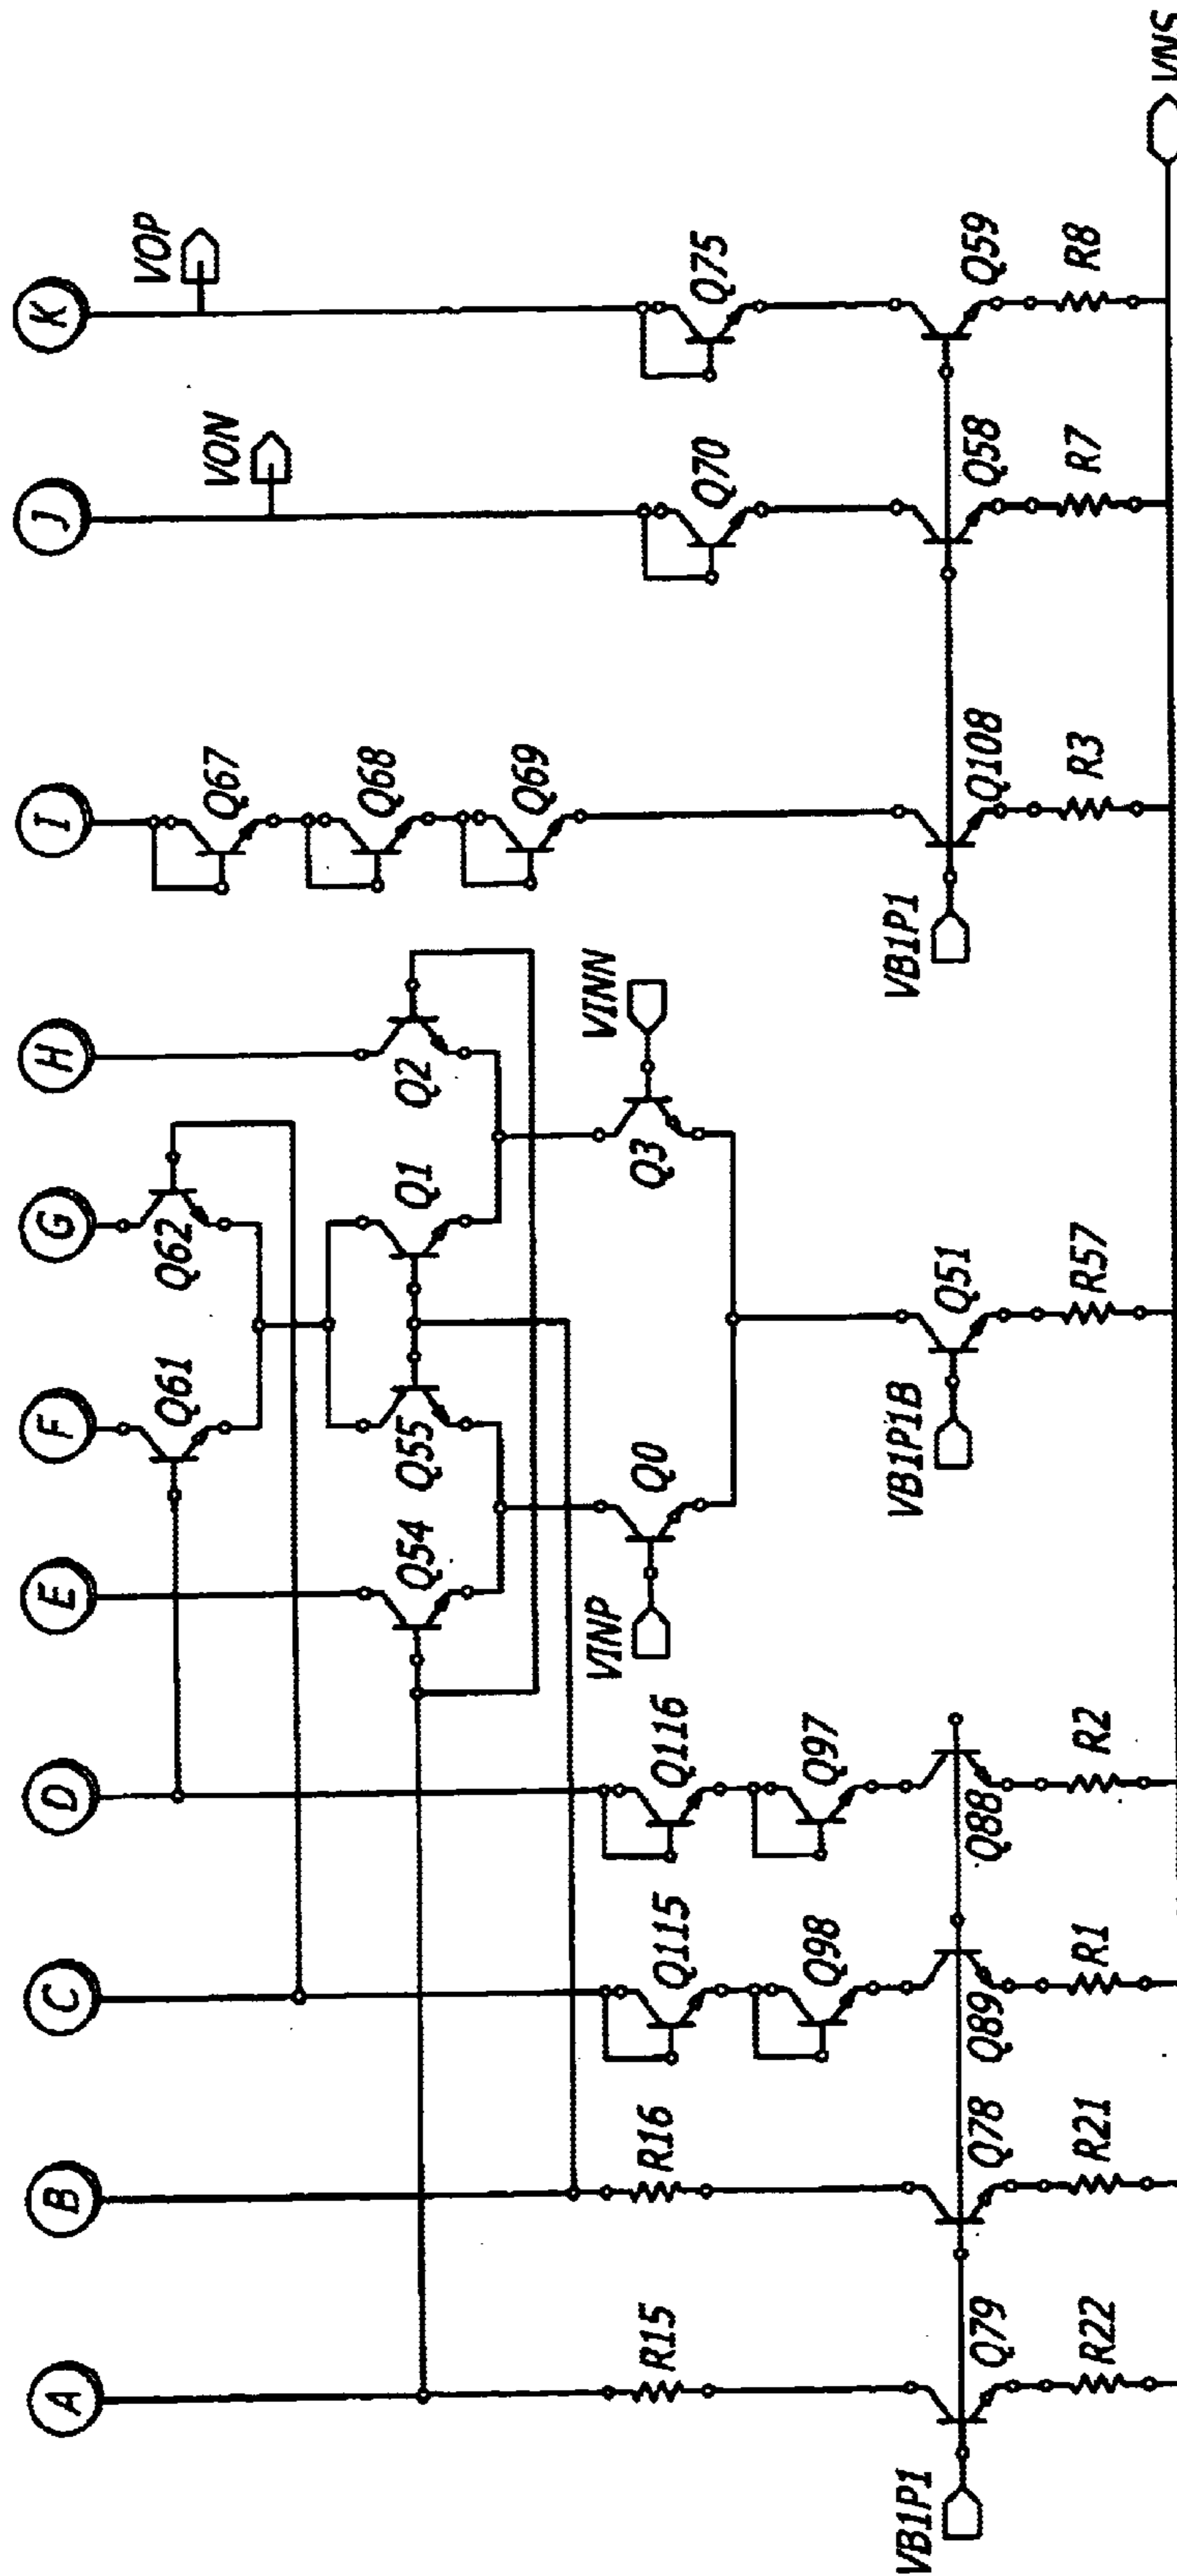 A
B
C
D
E
F
G
H
I
J
K
VOP
VON
Q67
Q62
Q61
Q68
Q2
Q1
Q55
Q54
Q69
Q75
Q70
VINN
Q3
Q0
VINP
Q116
Q115
R16
R15
Q97
Q98
VB1P1
Q108
Q58
Q59
Q51
VB1P1B
Q88
Q89
Q78
Q79
VB1P1
R22
R21
R1
R2
R57
R3
R7
R8
VNS